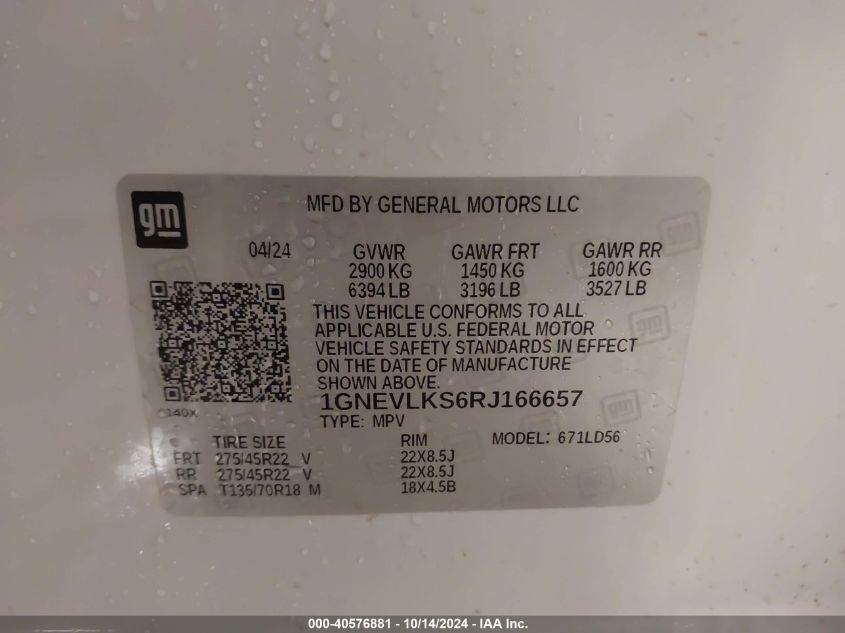 gm
MFD BY GENERAL MOTORS LLC
04/24 GVWR GAWR FRT GAWR RR
2900 KG 1450 KG 1600 KG
6394 LB 3196 LB 3527 LB
THIS VEHICLE CONFORMS TO ALL
APPLICABLE U.S. FEDERAL MOTOR
VEHICLE SAFETY STANDARDS IN EFFECT
ON THE DATE OF MANUFACTURE
SHOWN ABOVE.
1GNEVLKS6RJ166657
C140X
TYPE: MPV
TIRE SIZE RIM MODEL: 671LD56
FRT 275/45R22 V 22X8.5J
RR 275/45R22 V 22X8.5J
SPA T135/70R18 M 18X4.5B
000-40576881 - 10/14/2024 - IAA Inc.